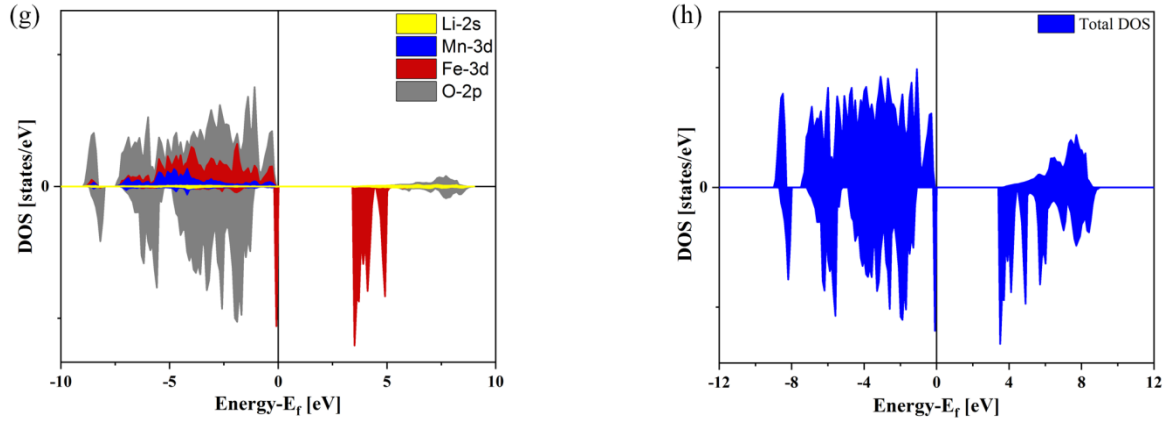 (g)
Li-2s
Mn-3d
Fe-3d
O-2p
DOS [states/eV]
0
-10 -5 0 5 10
Energy-Ef [eV]
(h)
Total DOS
DOS [states/eV]
0
-12 -8 -4 0 4 8 12
Energy-Ef [eV]